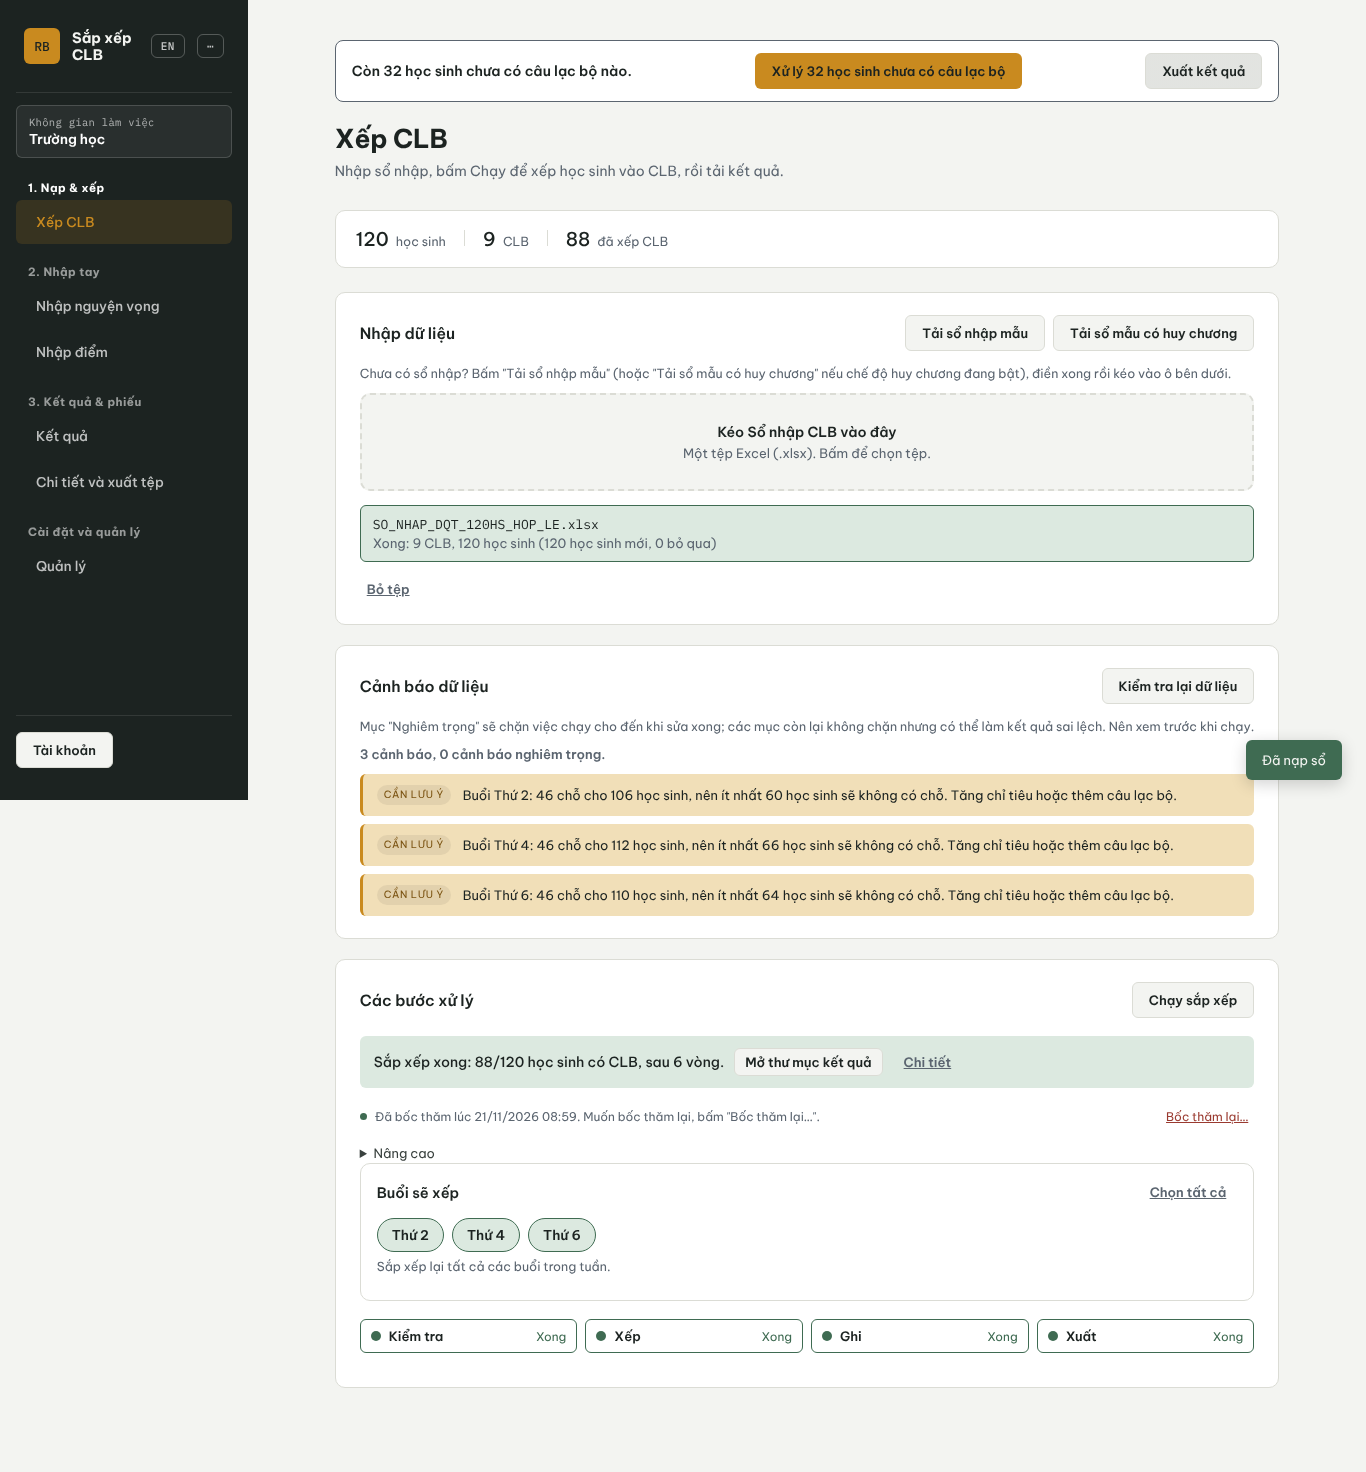 RB
Sắp xếp
CLB
EN
…
Không gian làm việc
Trường học
1. Nạp & xếp
Xếp CLB
2. Nhập tay
Nhập nguyện vọng
Nhập điểm
3. Kết quả & phiếu
Kết quả
Chi tiết và xuất tệp
Cài đặt và quản lý
Quản lý
Tài khoản
Còn 32 học sinh chưa có câu lạc bộ nào.
Xử lý 32 học sinh chưa có câu lạc bộ
Xuất kết quả
Xếp CLB
Nhập sổ nhập, bấm Chạy để xếp học sinh vào CLB, rồi tải kết quả.
120 học sinh
9 CLB
88 đã xếp CLB
Nhập dữ liệu
Tải sổ nhập mẫu
Tải sổ mẫu có huy chương
Chưa có sổ nhập? Bấm "Tải sổ nhập mẫu" (hoặc "Tải sổ mẫu có huy chương" nếu chế độ huy chương đang bật), điền xong rồi kéo vào ô bên dưới.
Kéo Sổ nhập CLB vào đây
Một tệp Excel (.xlsx). Bấm để chọn tệp.
SO_NHAP_DQT_120HS_HOP_LE.xlsx
Xong: 9 CLB, 120 học sinh (120 học sinh mới, 0 bỏ qua)
Bỏ tệp
Cảnh báo dữ liệu
Kiểm tra lại dữ liệu
Mục "Nghiêm trọng" sẽ chặn việc chạy cho đến khi sửa xong; các mục còn lại không chặn nhưng có thể làm kết quả sai lệch. Nên xem trước khi chạy.
3 cảnh báo, 0 cảnh báo nghiêm trọng.
Đã nạp sổ
CẦN LƯU Ý Buổi Thứ 2: 46 chỗ cho 106 học sinh, nên ít nhất 60 học sinh sẽ không có chỗ. Tăng chỉ tiêu hoặc thêm câu lạc bộ.
CẦN LƯU Ý Buổi Thứ 4: 46 chỗ cho 112 học sinh, nên ít nhất 66 học sinh sẽ không có chỗ. Tăng chỉ tiêu hoặc thêm câu lạc bộ.
CẦN LƯU Ý Buổi Thứ 6: 46 chỗ cho 110 học sinh, nên ít nhất 64 học sinh sẽ không có chỗ. Tăng chỉ tiêu hoặc thêm câu lạc bộ.
Các bước xử lý
Chạy sắp xếp
Sắp xếp xong: 88/120 học sinh có CLB, sau 6 vòng.
Mở thư mục kết quả
Chi tiết
Đã bốc thăm lúc 21/11/2026 08:59. Muốn bốc thăm lại, bấm "Bốc thăm lại…".
Bốc thăm lại…
Nâng cao
Buổi sẽ xếp
Chọn tất cả
Thứ 2
Thứ 4
Thứ 6
Sắp xếp lại tất cả các buổi trong tuần.
Kiểm tra Xong
Xếp Xong
Ghi Xong
Xuất Xong